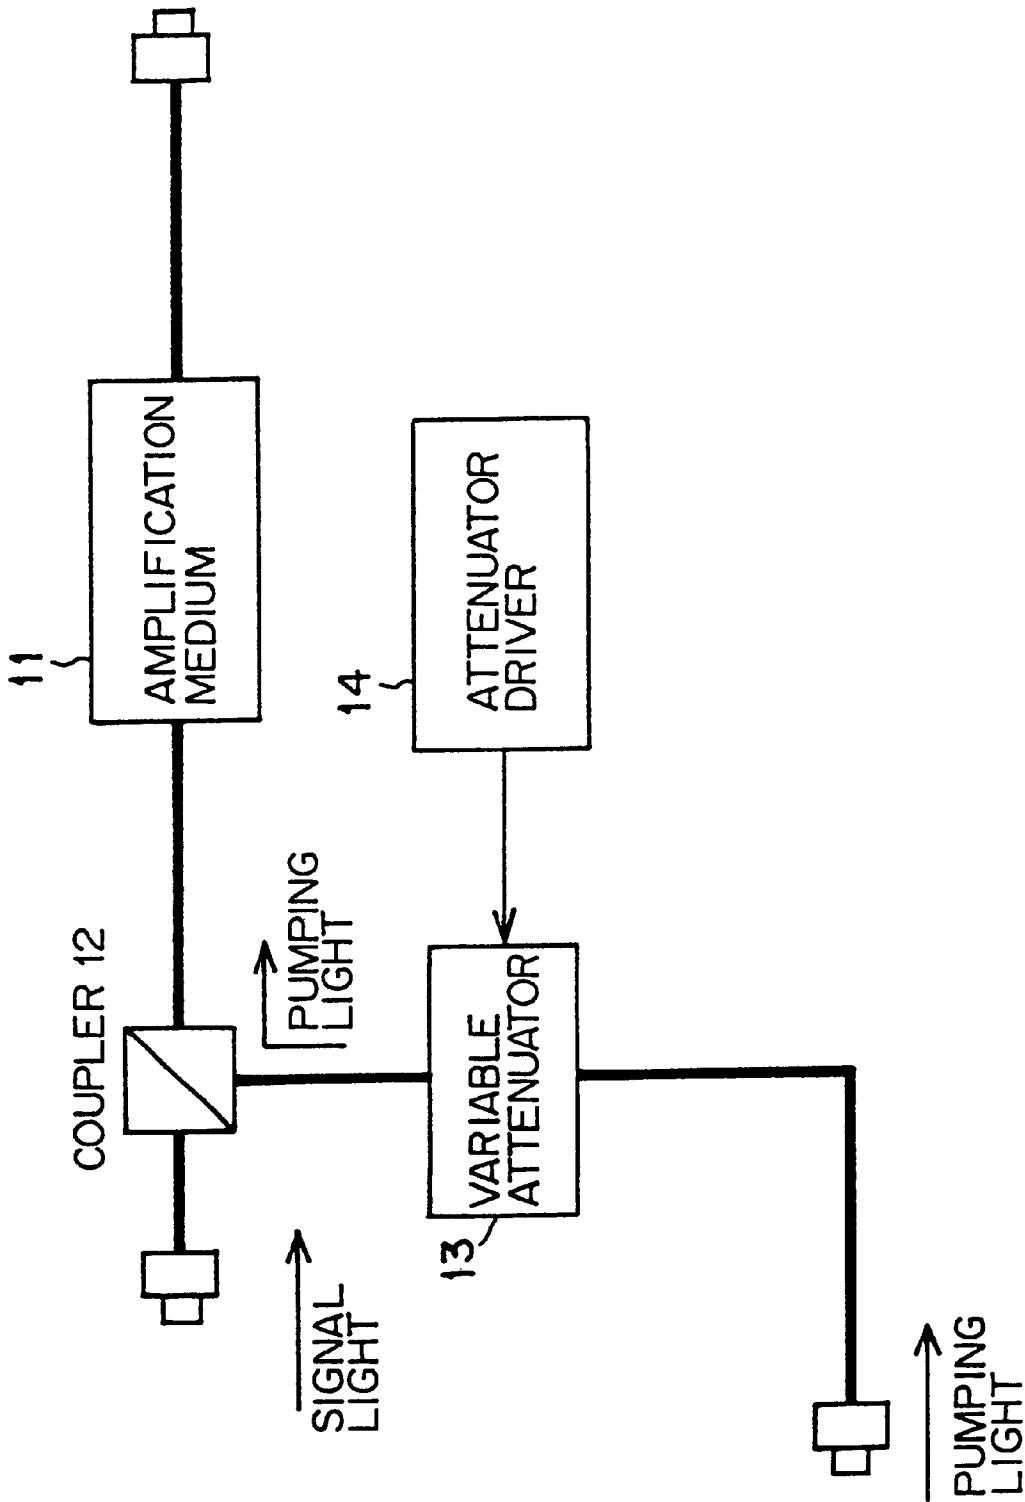 COUPLER 12
11
AMPLIFICATION
MEDIUM
SIGNAL
LIGHT
PUMPING
LIGHT
14
ATTENUATOR
DRIVER
13
VARIABLE
ATTENUATOR
PUMPING
LIGHT